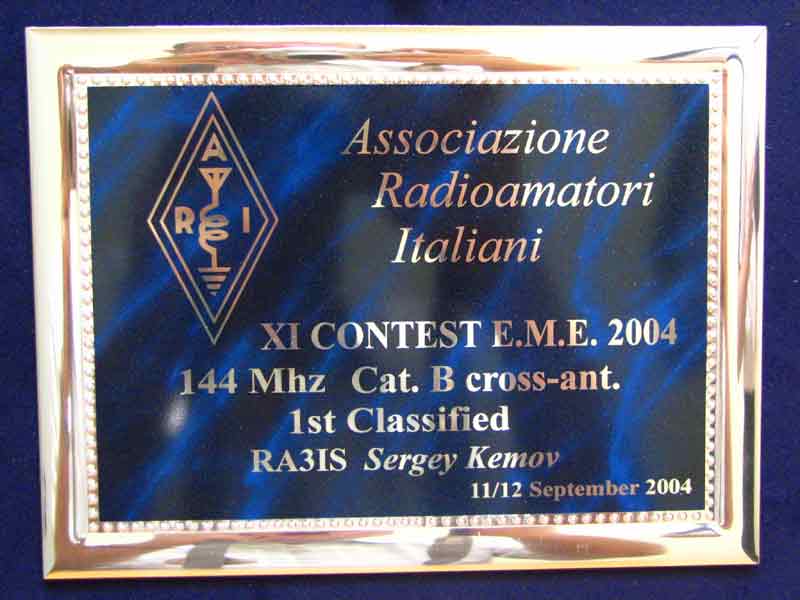 A
R I
Associazione
Radioamatori
Italiani
XI CONTEST E.M.E. 2004
144 Mhz Cat. B cross-ant.
1st Classified
RA3IS Sergey Kemov
11/12 September 2004